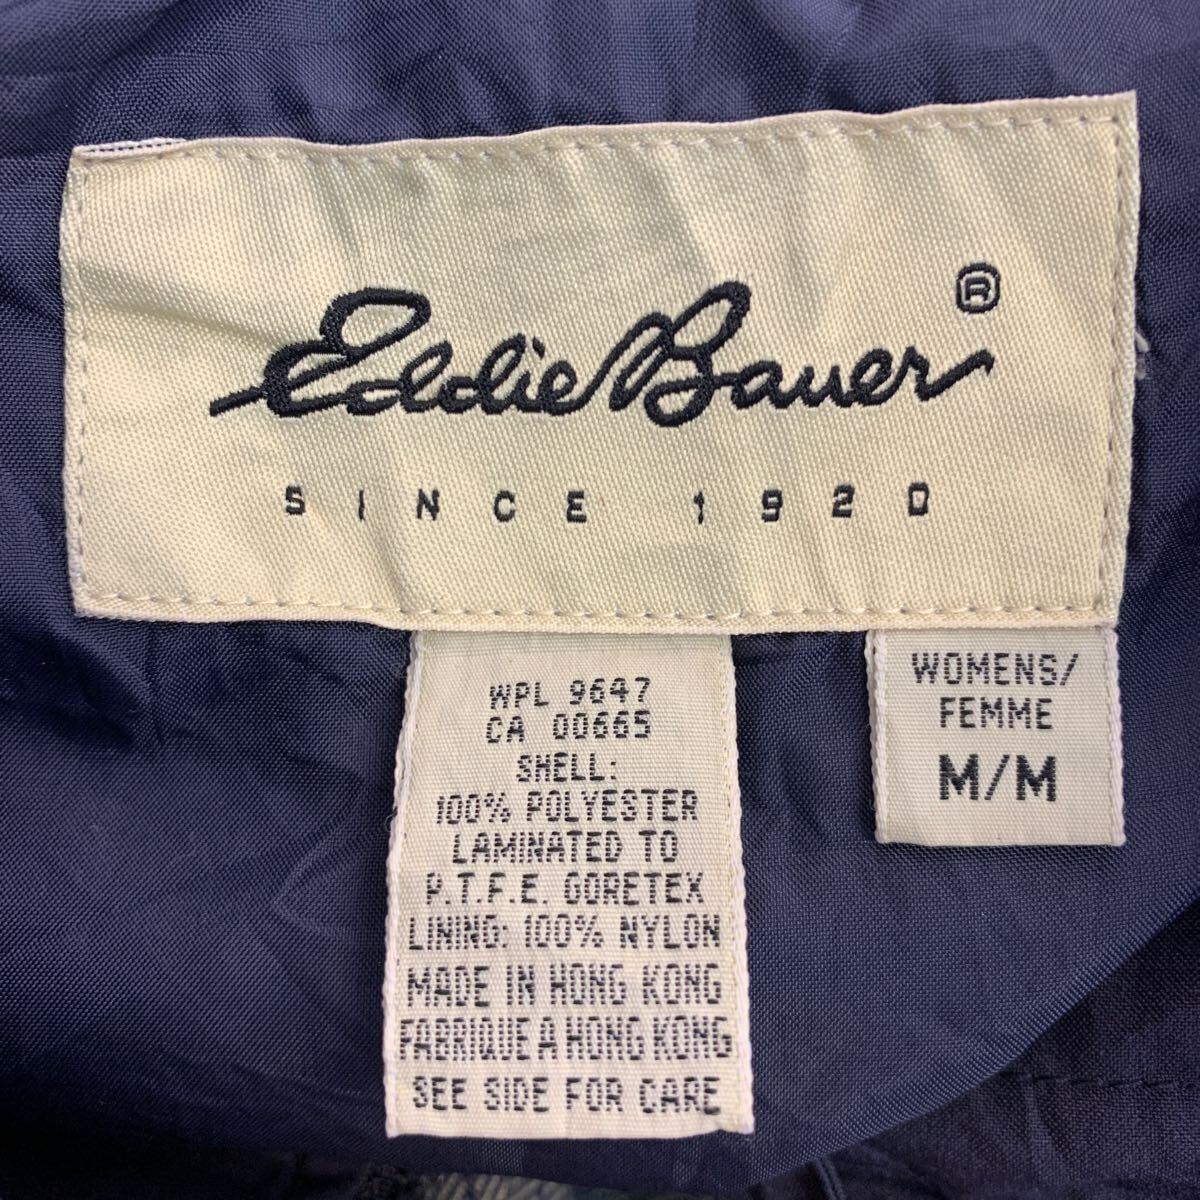 Eddie Bauer ®
SINCE 1920
WPL 9647
CA 00665
SHELL:
100% POLYESTER
LAMINATED TO
P.T.F.E. GORETEX
LINING: 100% NYLON
MADE IN HONG KONG
FABRIQUE A HONG KONG
SEE SIDE FOR CARE
WOMENS/
FEMME
M/M